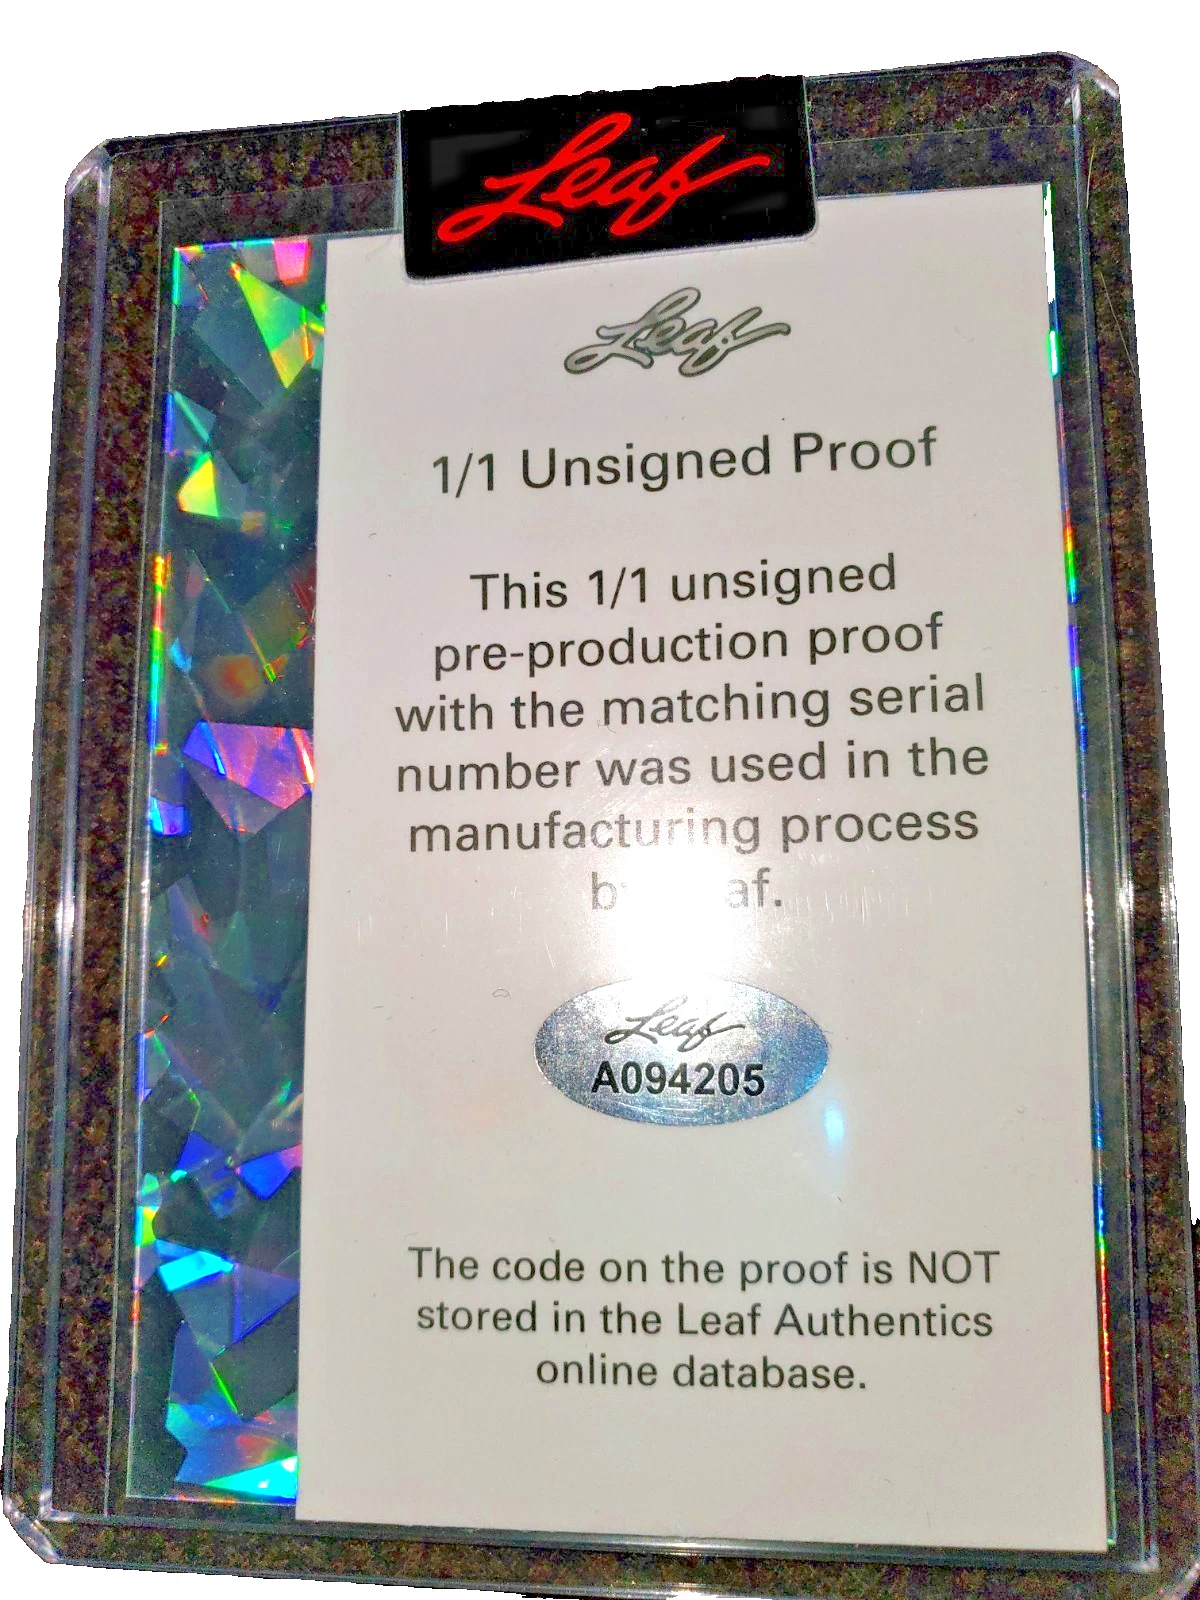 Leaf
Leaf
1/1 Unsigned Proof
This 1/1 unsigned
pre-production proof
with the matching serial
number was used in the
manufacturing process
af.
Leaf
A094205
The code on the proof is NOT
stored in the Leaf Authentics
online database.